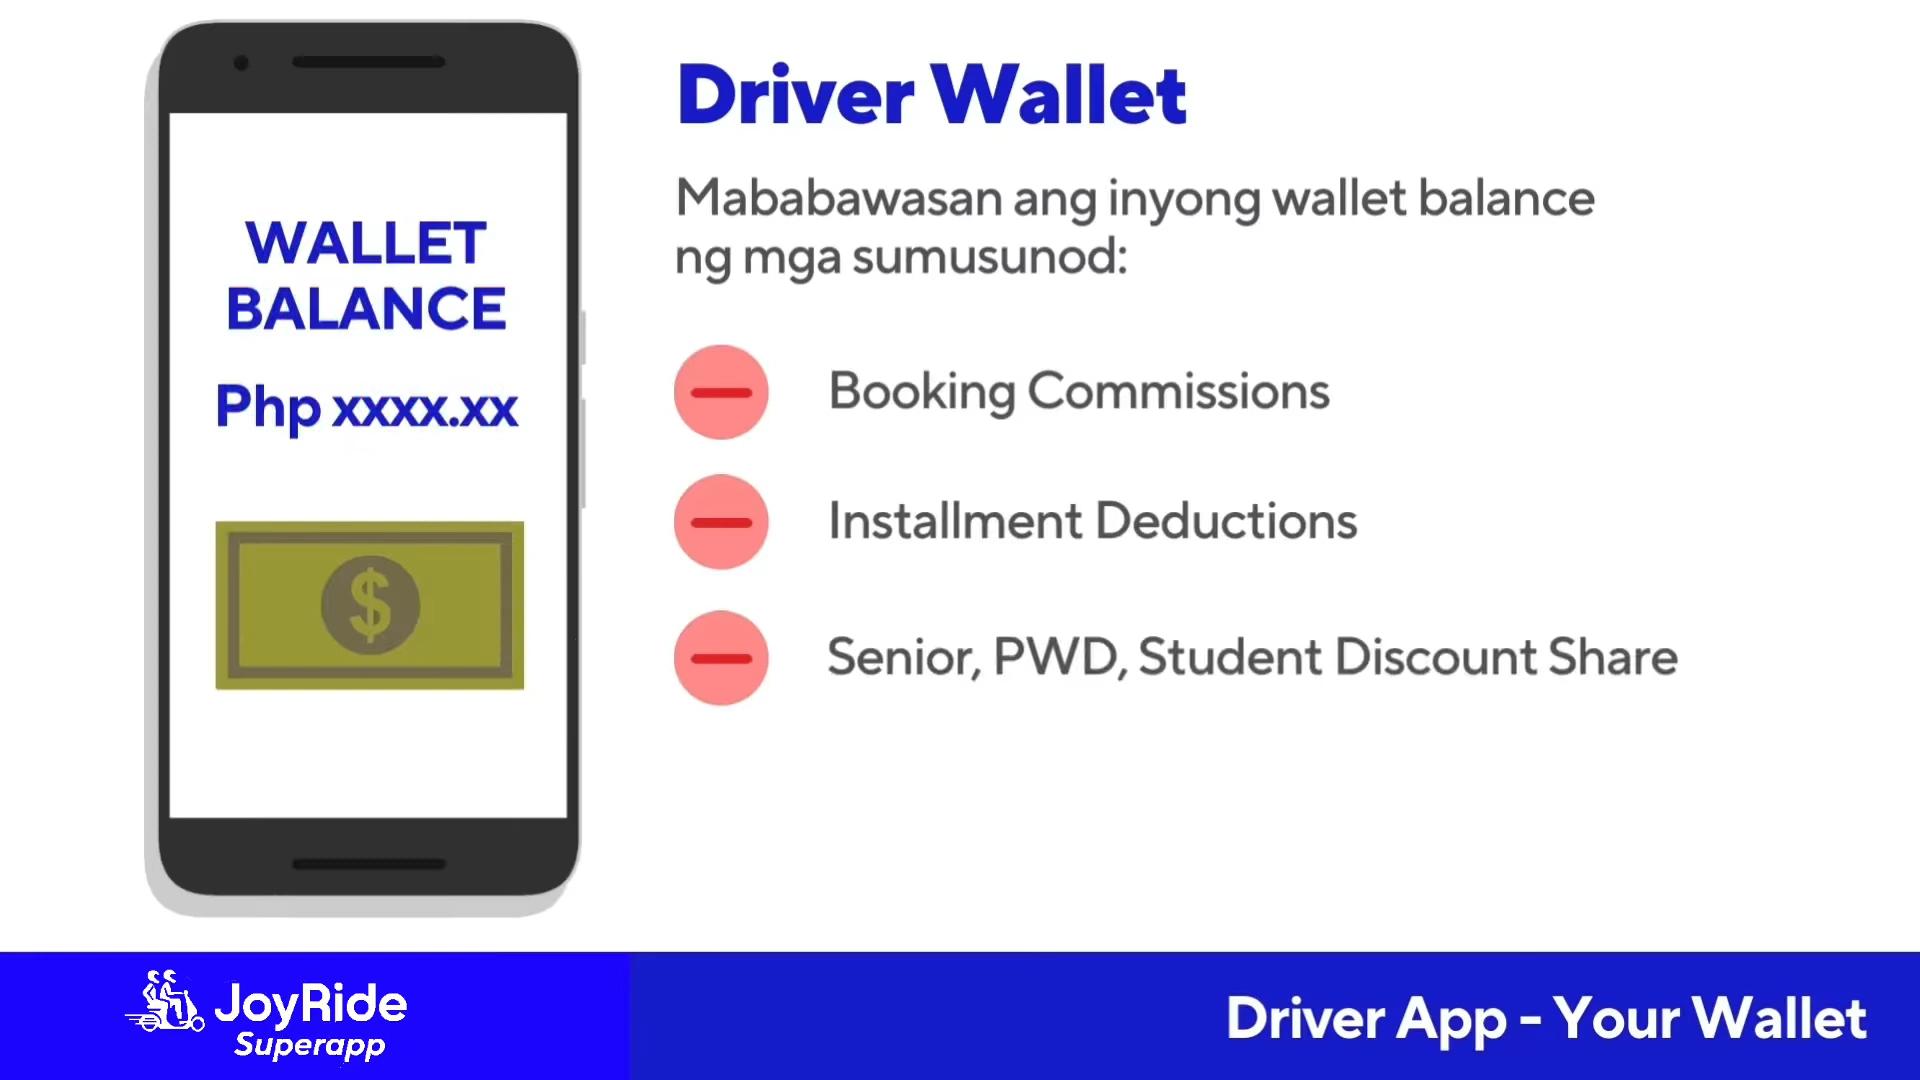 WALLET
BALANCE
Php xxxx.xx
$
Driver Wallet
Mababawasan ang inyong wallet balance
ng mga sumusunod:
Booking Commissions
Installment Deductions
Senior, PWD, Student Discount Share
JoyRide
Superapp
Driver App - Your Wallet